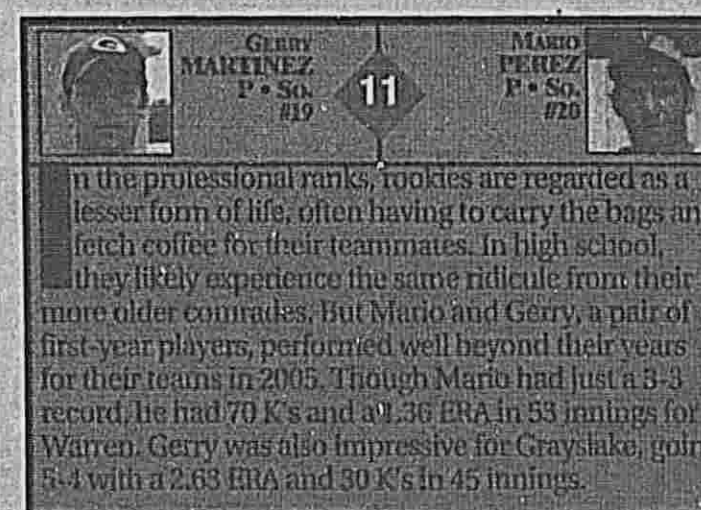 GERRY
MARTINEZ
P • So.
#19
11
MARIO
PEREZ
P • So.
#20
In the professional ranks, rookies are regarded as a
lesser form of life, often having to carry the bags an
fetch coffee for their teammates. In high school,
they likely experience the same ridicule from their
more older comrades. But Mario and Gerry, a pair of
first-year players, performed well beyond their years
for their teams in 2005. Though Mario had just a 3-3
record, he had 70 K's and a 1.36 ERA in 53 innings for
Warren. Gerry was also impressive for Grayslake, goin
5-4 with a 2.63 ERA and 30 K's in 45 innings.